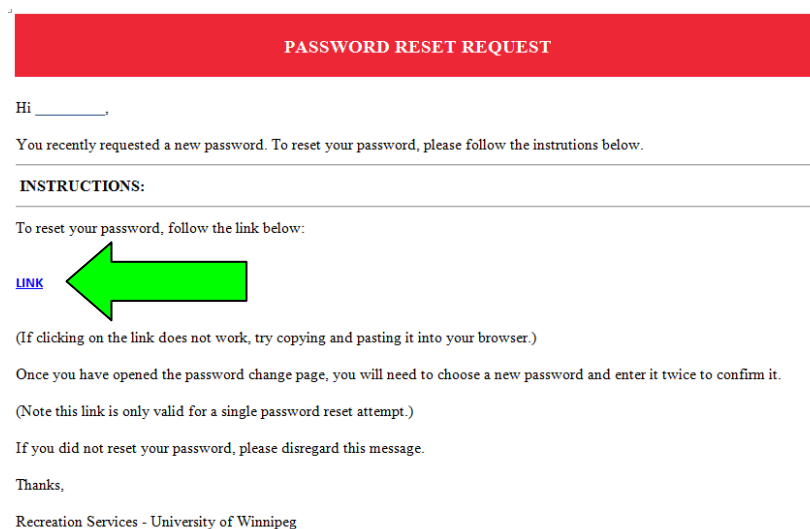 PASSWORD RESET REQUEST
Hi __________,
You recently requested a new password. To reset your password, please follow the instrutions below.
INSTRUCTIONS:
To reset your password, follow the link below:
LINK
(If clicking on the link does not work, try copying and pasting it into your browser.)
Once you have opened the password change page, you will need to choose a new password and enter it twice to confirm it.
(Note this link is only valid for a single password reset attempt.)
If you did not reset your password, please disregard this message.
Thanks,
Recreation Services - University of Winnipeg